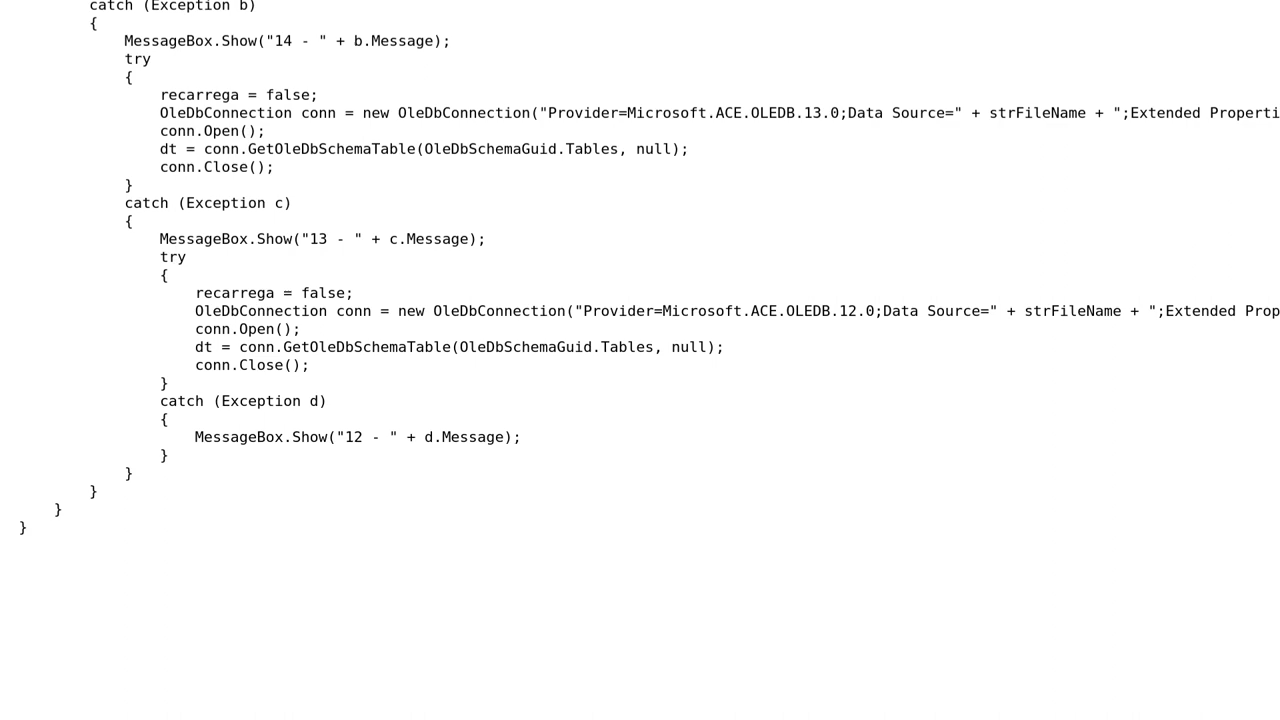 catch (Exception b)
{
MessageBox.Show("14 - " + b.Message);
try
{
recarrega = false;
OleDbConnection conn = new OleDbConnection("Provider=Microsoft.ACE.OLEDB.13.0;Data Source=" + strFileName + ";Extended Properti
conn.Open();
dt = conn.GetOleDbSchemaTable(OleDbSchemaGuid.Tables, null);
conn.Close();
}
catch (Exception c)
{
MessageBox.Show("13 - " + c.Message);
try
{
recarrega = false;
OleDbConnection conn = new OleDbConnection("Provider=Microsoft.ACE.OLEDB.12.0;Data Source=" + strFileName + ";Extended Prop
conn.Open();
dt = conn.GetOleDbSchemaTable(OleDbSchemaGuid.Tables, null);
conn.Close();
}
catch (Exception d)
{
MessageBox.Show("12 - " + d.Message);
}
}
}
}
}